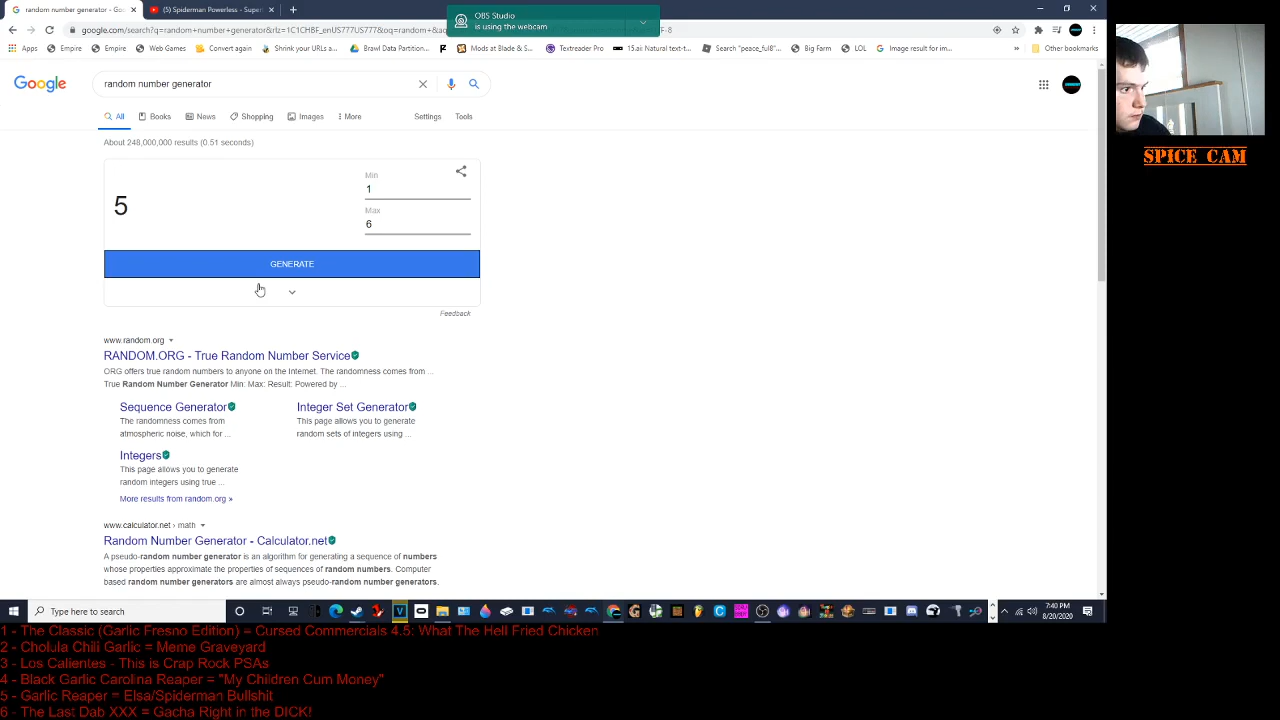 random number generator - Go
(5) Spiderman Powerless - Supe
OBS Studio
is using the webcam
google.com/search?q=random+number+generator&rlz=1C1CHBF_enUS777US777&oq=random+&aq
F-8
Apps
Empire
Empire
Web Games
Convert again
Shrink your URLs a...
Brawl Data Partition...
Mods at Blade & S...
Textreader Pro
15.ai: Natural text-t...
Search "peace_ful8"...
Big Farm
LOL
Image result for im...
»
Other bookmarks
Google
random number generator
SPICE CAM
All
Books
News
Shopping
Images
More
Settings
Tools
About 248,000,000 results (0.51 seconds)
Min
1
5
Max
6
GENERATE
Feedback
www.random.org
RANDOM.ORG - True Random Number Service
ORG offers true random numbers to anyone on the Internet. The randomness comes from ...
True Random Number Generator Min: Max: Result: Powered by ...
Sequence Generator
The randomness comes from
atmospheric noise, which for ...
Integer Set Generator
This page allows you to generate
random sets of integers using ...
Integers
This page allows you to generate
random integers using true ...
More results from random.org »
www.calculator.net › math
Random Number Generator - Calculator.net
A pseudo-random number generator is an algorithm for generating a sequence of numbers
whose properties approximate the properties of sequences of random numbers. Computer
based random number generators are almost always pseudo-random number generators.
Type here to search
7:40 PM
8/20/2020
1 - The Classic (Garlic Fresno Edition) = Cursed Commercials 4.5: What The Hell Fried Chicken
2 - Cholula Chili Garlic = Meme Graveyard
3 - Los Calientes - This is Crap Rock PSAs
4 - Black Garlic Carolina Reaper = "My Children Cum Money"
5 - Garlic Reaper = Elsa/Spiderman Bullshit
6 - The Last Dab XXX = Gacha Right in the DICK!